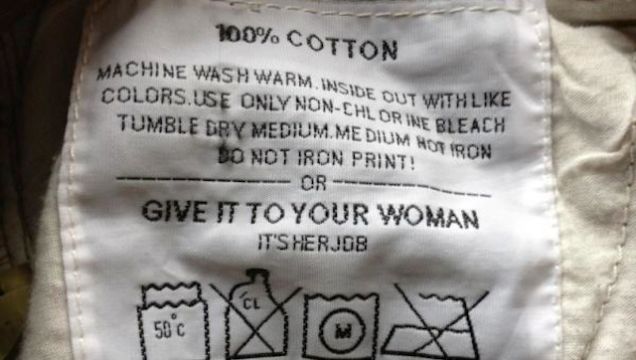 100% COTTON
MACHINE WASH WARM. INSIDE OUT WITH LIKE
COLORS. USE ONLY NON-CHLORINE BLEACH
TUMBLE DRY MEDIUM. MEDIUM HOT IRON
DO NOT IRON PRINT!
OR
GIVE IT TO YOUR WOMAN
IT'S HER JOB
50°C CL M